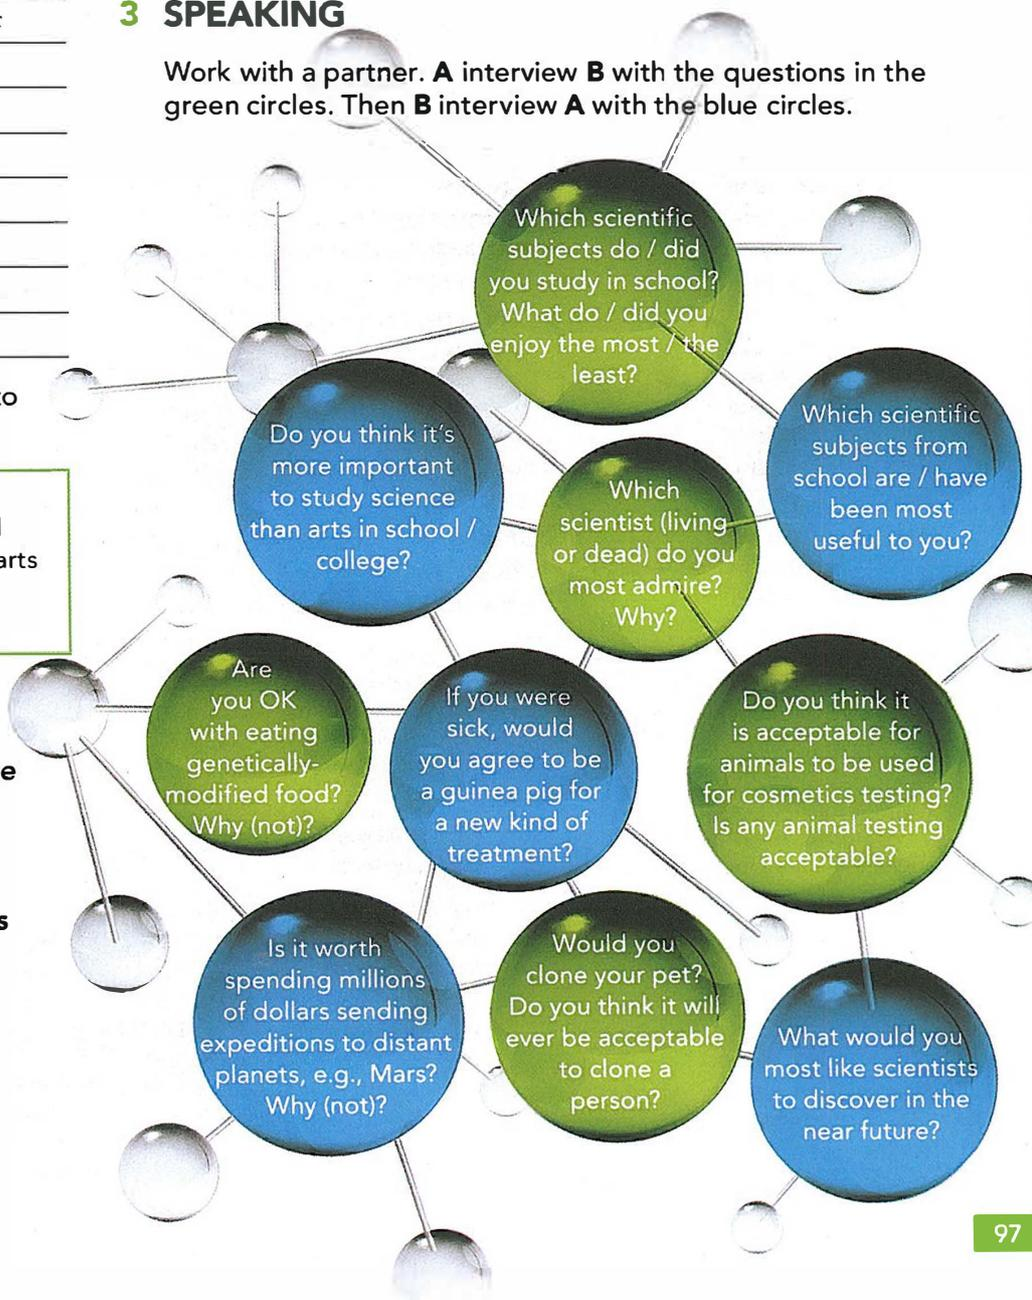 3 SPEAKING
Work with a partner. A interview B with the questions in the
green circles. Then B interview A with the blue circles.
Which scientific
subjects do / did
you study in school?
What do / did you
enjoy the most / the
least?
Do you think it's
more important
to study science
than arts in school /
college?
Which scientific
subjects from
school are / have
been most
useful to you?
Which
scientist (living
or dead) do you
most admire?
Why?
Are
you OK
with eating
genetically-
modified food?
Why (not)?
If you were
sick, would
you agree to be
a guinea pig for
a new kind of
treatment?
Do you think it
is acceptable for
animals to be used
for cosmetics testing?
Is any animal testing
acceptable?
Is it worth
spending millions
of dollars sending
expeditions to distant
planets, e.g., Mars?
Why (not)?
Would you
clone your pet?
Do you think it will
ever be acceptable
to clone a
person?
What would you
most like scientists
to discover in the
near future?
arts
97